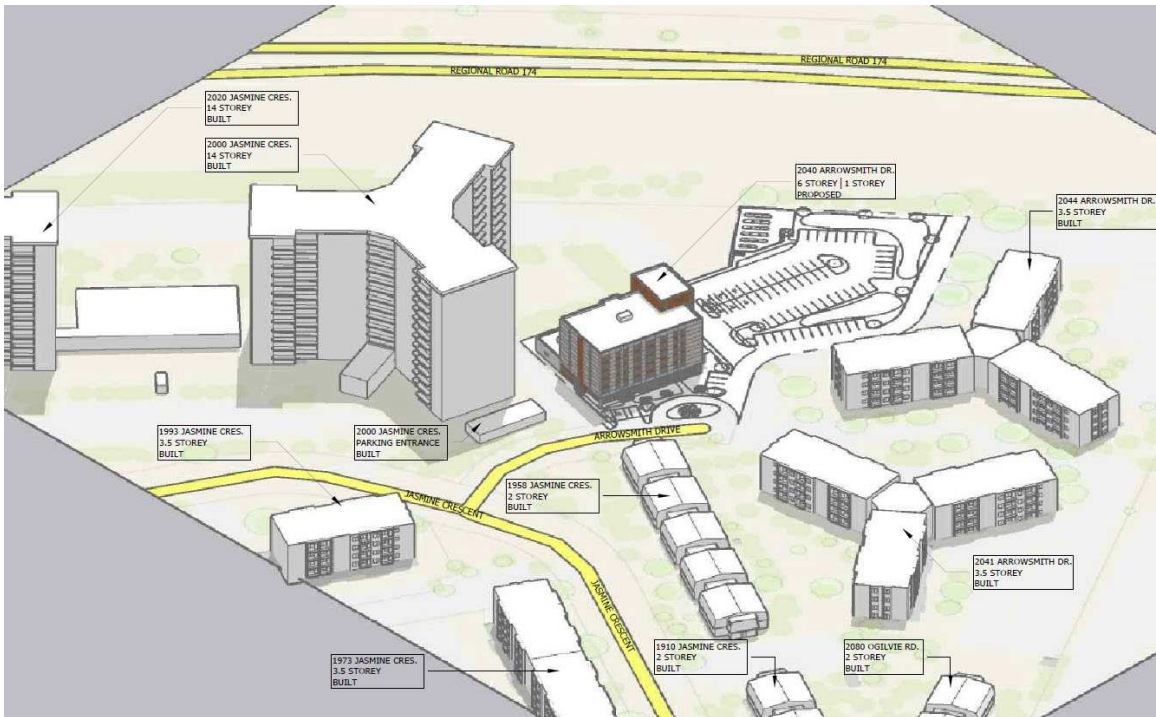 REGIONAL ROAD 174
REGIONAL ROAD 174
2020 JASMINE CRES.
14 STOREY
BUILT
2000 JASMINE CRES.
14 STOREY
BUILT
2040 ARROWSMITH DR.
6 STOREY | 1 STOREY
PROPOSED
2044 ARROWSMITH DR.
3.5 STOREY
BUILT
1993 JASMINE CRES.
3.5 STOREY
BUILT
2000 JASMINE CRES.
PARKING ENTRANCE
BUILT
ARROWSMITH DRIVE
1958 JASMINE CRES.
2 STOREY
BUILT
JASMINE CRESCENT
2041 ARROWSMITH DR.
3.5 STOREY
BUILT
JASMINE CRESCENT
1973 JASMINE CRES.
3.5 STOREY
BUILT
1910 JASMINE CRES.
2 STOREY
BUILT
2080 OGILVIE RD.
2 STOREY
BUILT